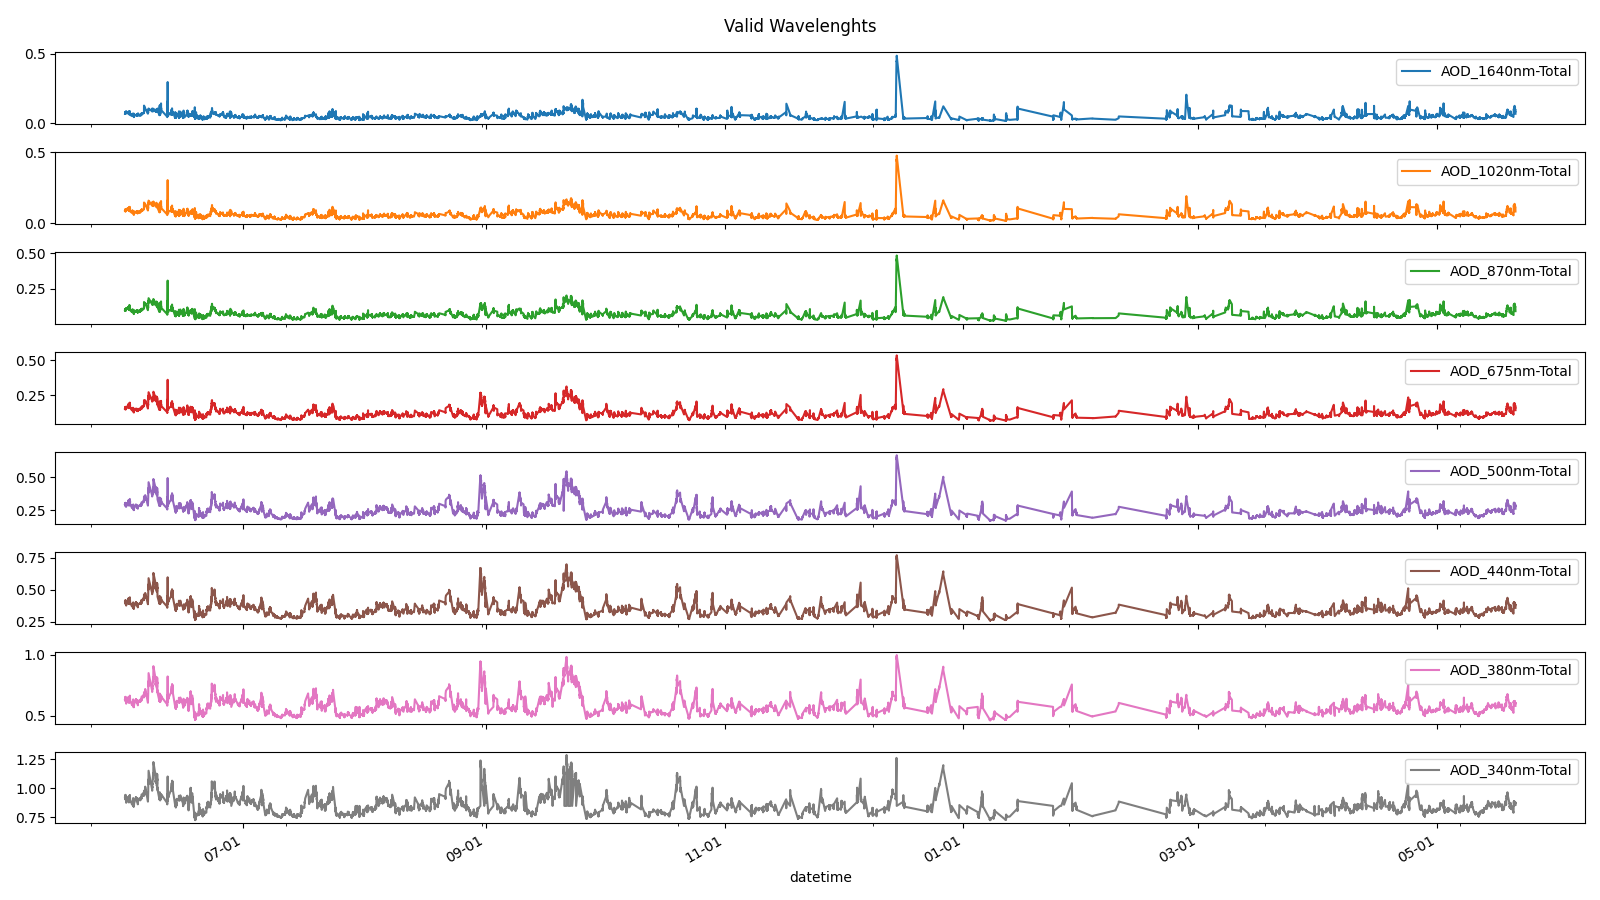 Valid Wavelenghts
0.5
0.0
AOD_1640nm-Total
0.5
0.0
AOD_1020nm-Total
0.50
0.25
AOD_870nm-Total
0.50
0.25
AOD_675nm-Total
0.50
0.25
AOD_500nm-Total
0.75
0.50
0.25
AOD_440nm-Total
1.0
0.5
AOD_380nm-Total
1.25
1.00
0.75
AOD_340nm-Total
07-01 09-01 11-01 01-01 03-01 05-01
datetime